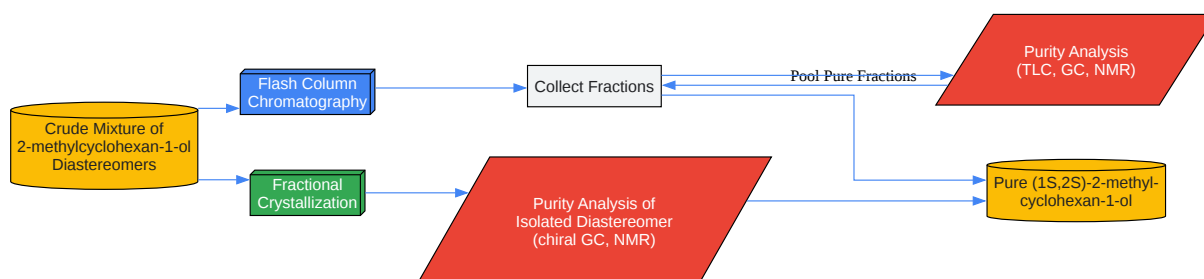 Crude Mixture of
2-methylcyclohexan-1-ol
Diastereomers
Flash Column
Chromatography
Collect Fractions
Pool Pure Fractions
Purity Analysis
(TLC, GC, NMR)
Fractional
Crystallization
Purity Analysis of
Isolated Diastereomer
(chiral GC, NMR)
Pure (1S,2S)-2-methyl-
cyclohexan-1-ol